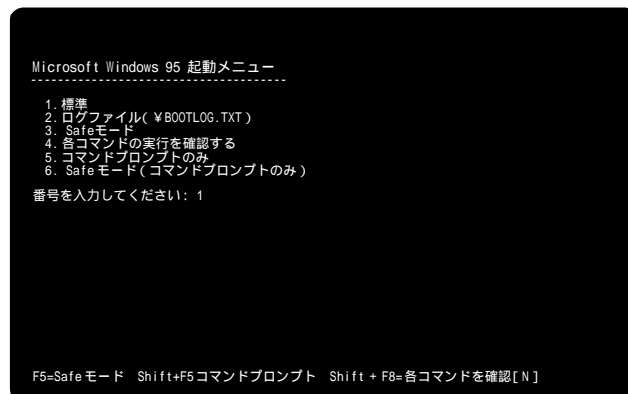 Microsoft Windows 95 起動メニュー
------------------------------------
1. 標準
2. ログファイル(¥BOOTLOG.TXT)
3. Safeモード
4. 各コマンドの実行を確認する
5. コマンドプロンプトのみ
6. Safeモード(コマンドプロンプトのみ)
番号を入力してください: 1
F5=Safeモード Shift+F5コマンドプロンプト Shift + F8=各コマンドを確認[N]